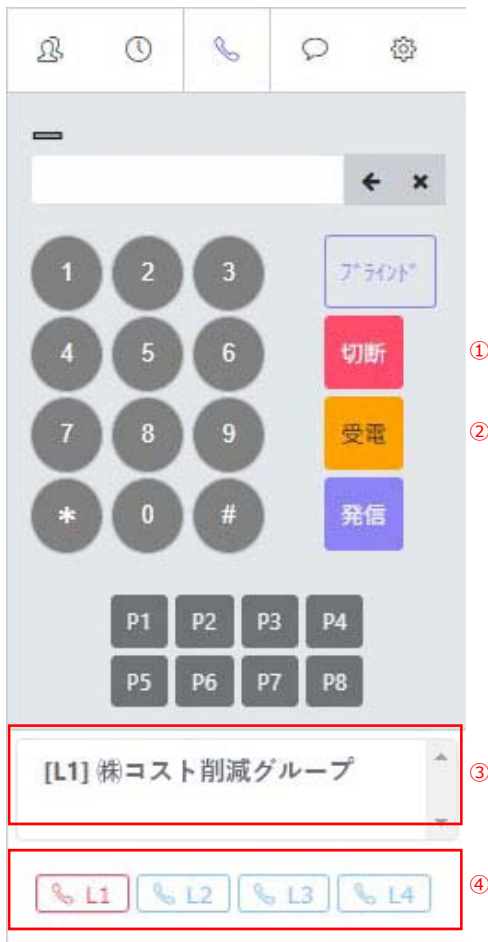 1 2 3 ﾌﾞﾗｲﾝﾄﾞ
4 5 6 切断 ①
7 8 9 受電 ②
* 0 # 発信
P1 P2 P3 P4
P5 P6 P7 P8
[L1] ㈱コスト削減グループ ③
L1 L2 L3 L4 ④